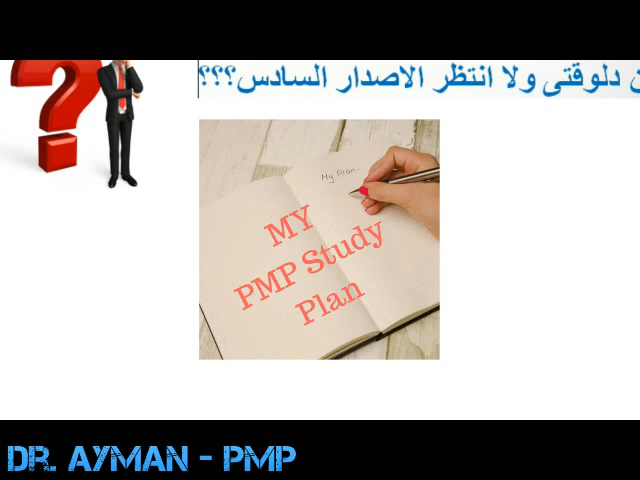 دلوقتى ولا انتظر الاصدار السادس؟؟؟
My Plan:
MY
PMP Study
Plan
DR. AYMAN - PMP